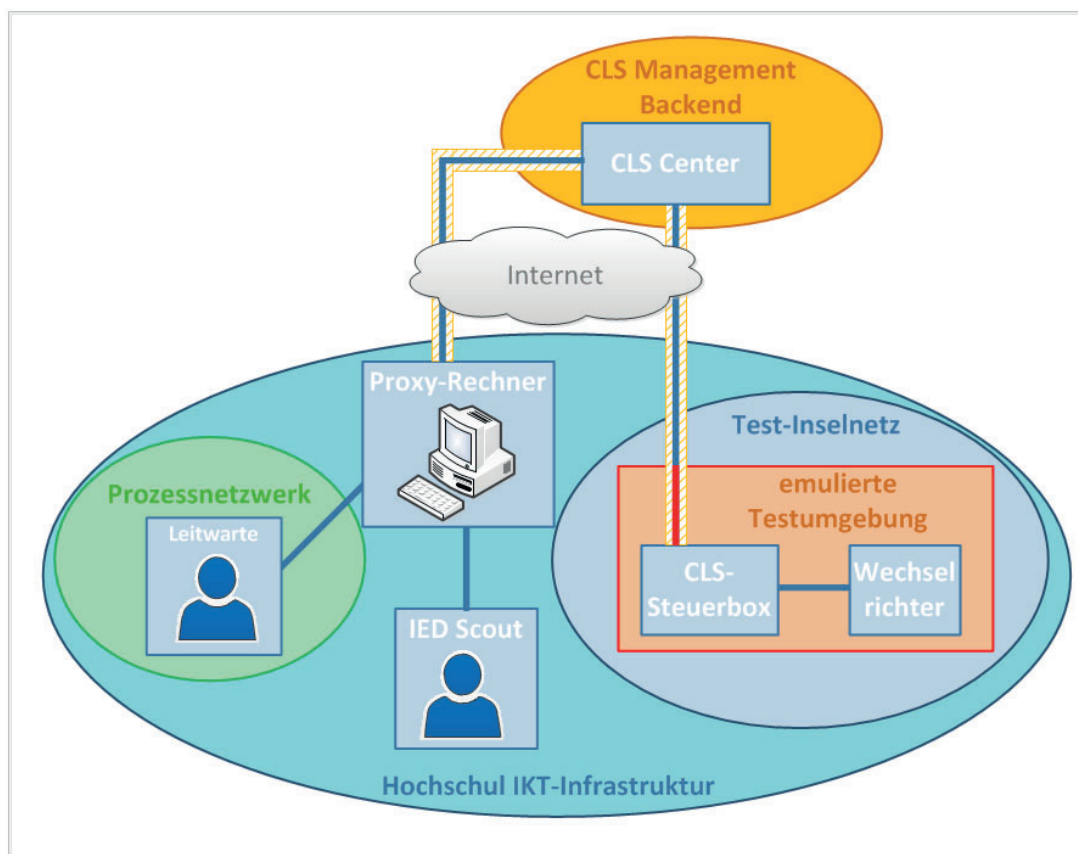 CLS Management
Backend
CLS Center
Internet
Proxy-Rechner
Test-Inselnetz
Prozessnetzwerk
Leitwarte
emulierte
Testumgebung
CLS-
Steuerbox
Wechsel
richter
IED Scout
Hochschul IKT-Infrastruktur